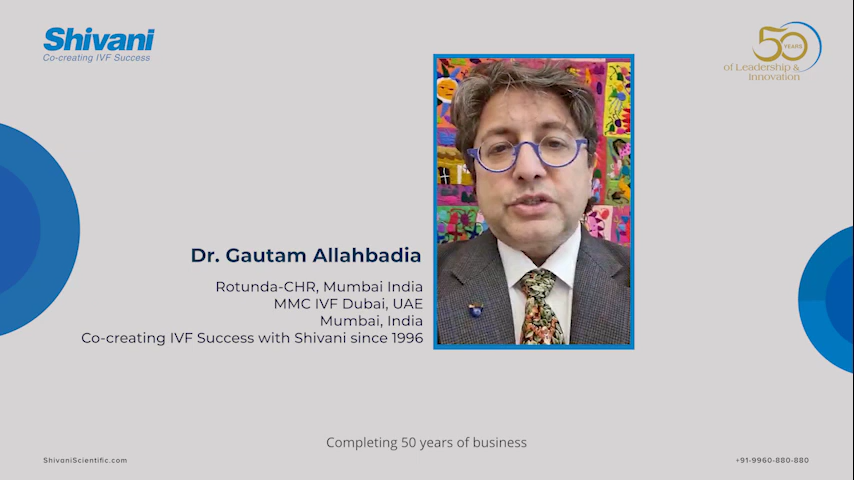 Shivani
Co-creating IVF Success
50 YEARS
of Leadership &
Innovation
Dr. Gautam Allahbadia
Rotunda-CHR, Mumbai India
MMC IVF Dubai, UAE
Mumbai, India
Co-creating IVF Success with Shivani since 1996
Completing 50 years of business
ShivaniScientific.com
+91-9960-880-880